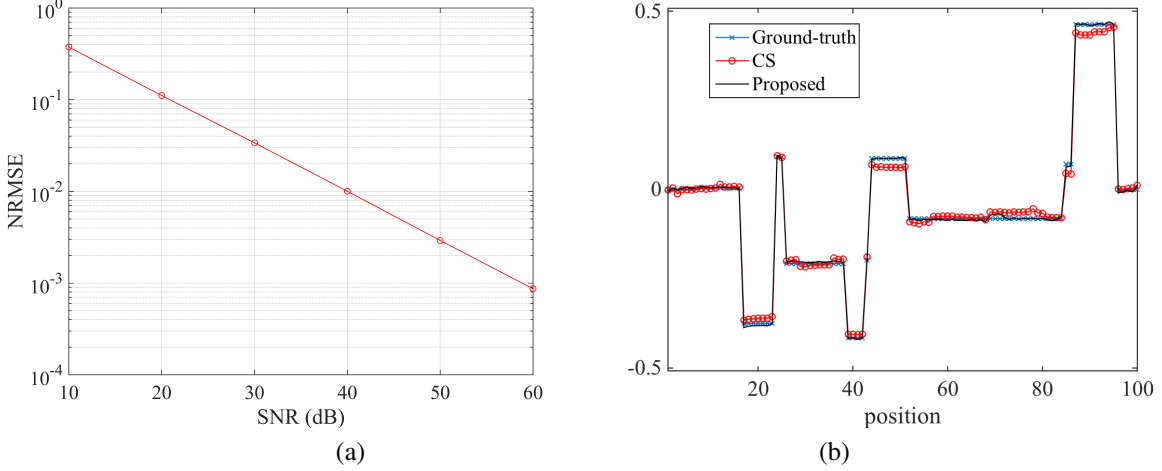 10^0
10^-1
10^-2
10^-3
10^-4
NRMSE
10 20 30 40 50 60
SNR (dB)
(a)
0.5
0
-0.5
Ground-truth
CS
Proposed
20 40 60 80 100
position
(b)